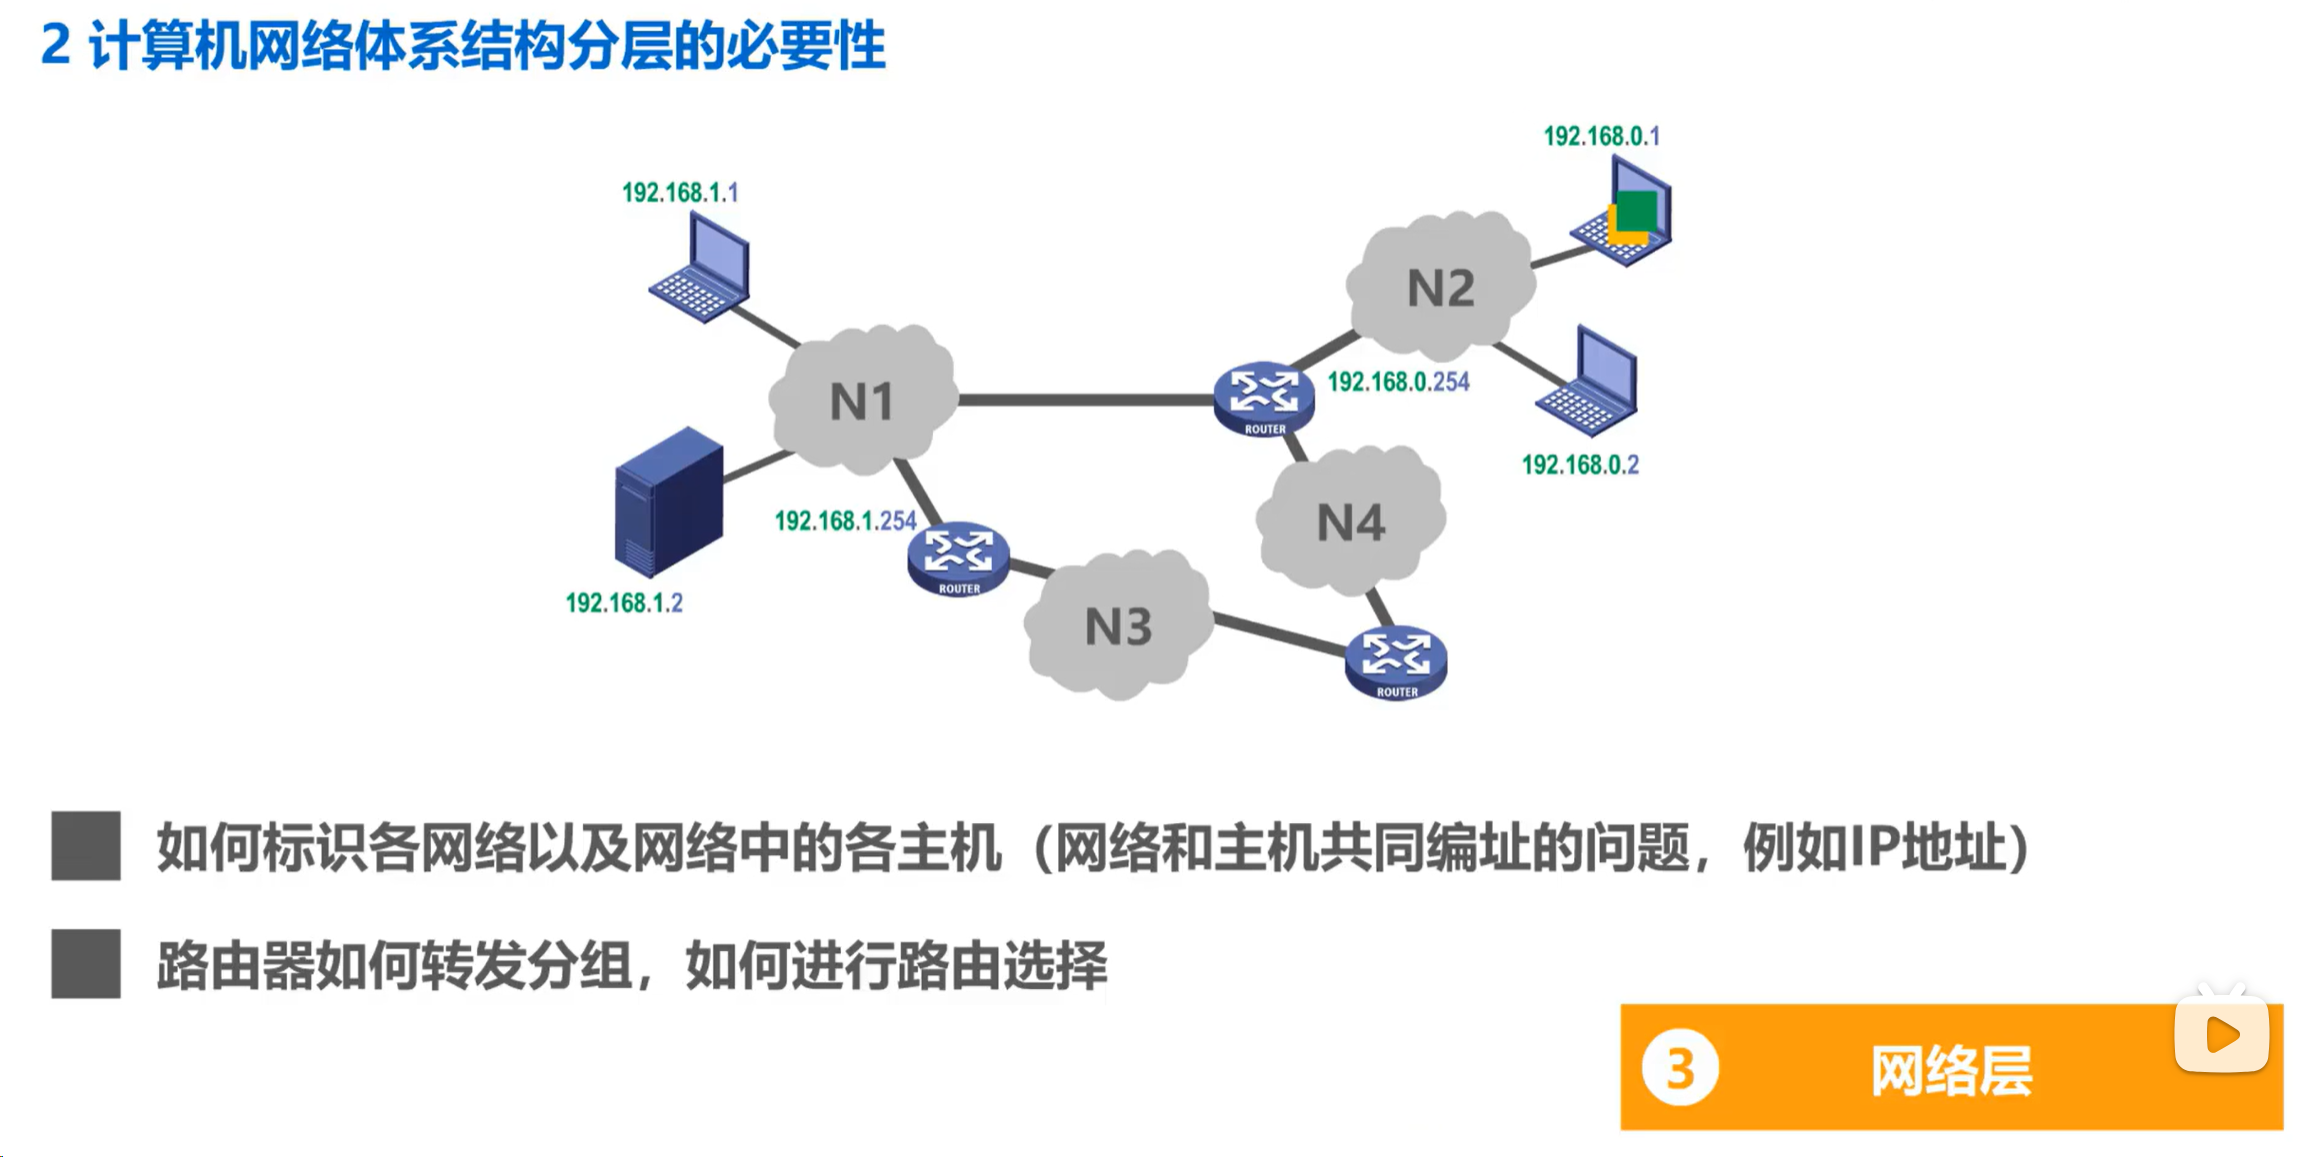 2 计算机网络体系结构分层的必要性
192.168.0.1
192.168.1.1
N2
192.168.0.254
N1
ROUTER
192.168.0.2
192.168.1.254
N4
ROUTER
192.168.1.2
N3
ROUTER
如何标识各网络以及网络中的各主机（网络和主机共同编址的问题，例如IP地址）
路由器如何转发分组，如何进行路由选择
3 网络层